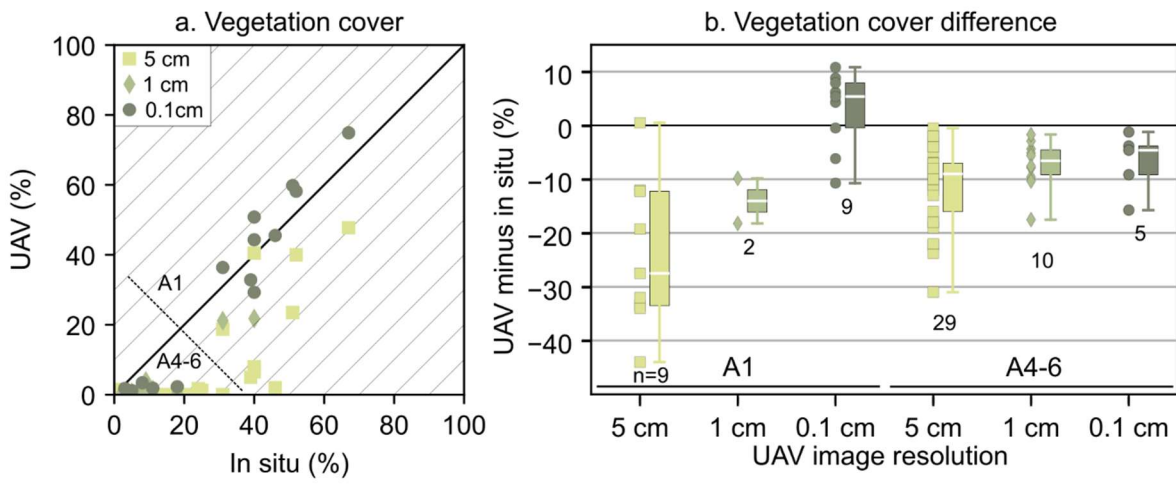 a. Vegetation cover
100
80
60
40
20
0
UAV (%)
5 cm
1 cm
0.1cm
A1
A4-6
0 20 40 60 80 100
In situ (%)
b. Vegetation cover difference
10
0
−10
−20
−30
−40
UAV minus in situ (%)
n=9
2
9
29
10
5
A1 A4-6
5 cm 1 cm 0.1 cm 5 cm 1 cm 0.1 cm
UAV image resolution